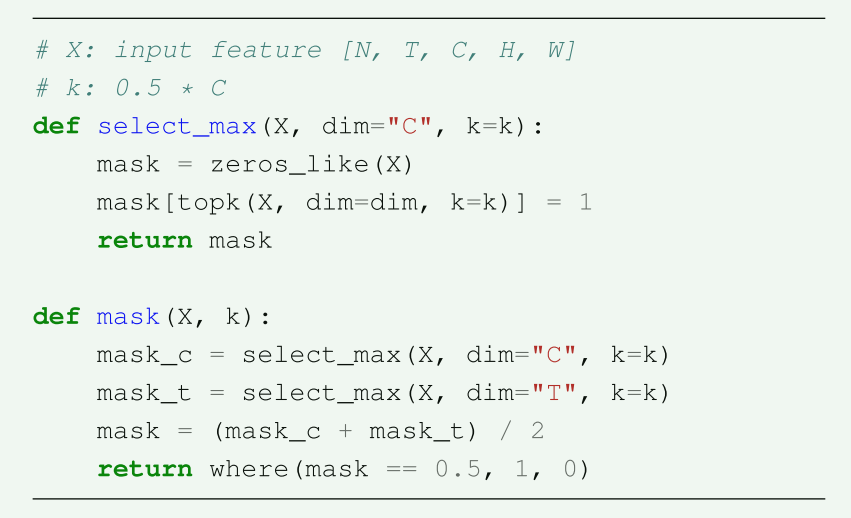 # X: input feature [N, T, C, H, W]
# k: 0.5 * C
def select_max(X, dim="C", k=k):
    mask = zeros_like(X)
    mask[topk(X, dim=dim, k=k)] = 1
    return mask

def mask(X, k):
    mask_c = select_max(X, dim="C", k=k)
    mask_t = select_max(X, dim="T", k=k)
    mask = (mask_c + mask_t) / 2
    return where(mask == 0.5, 1, 0)